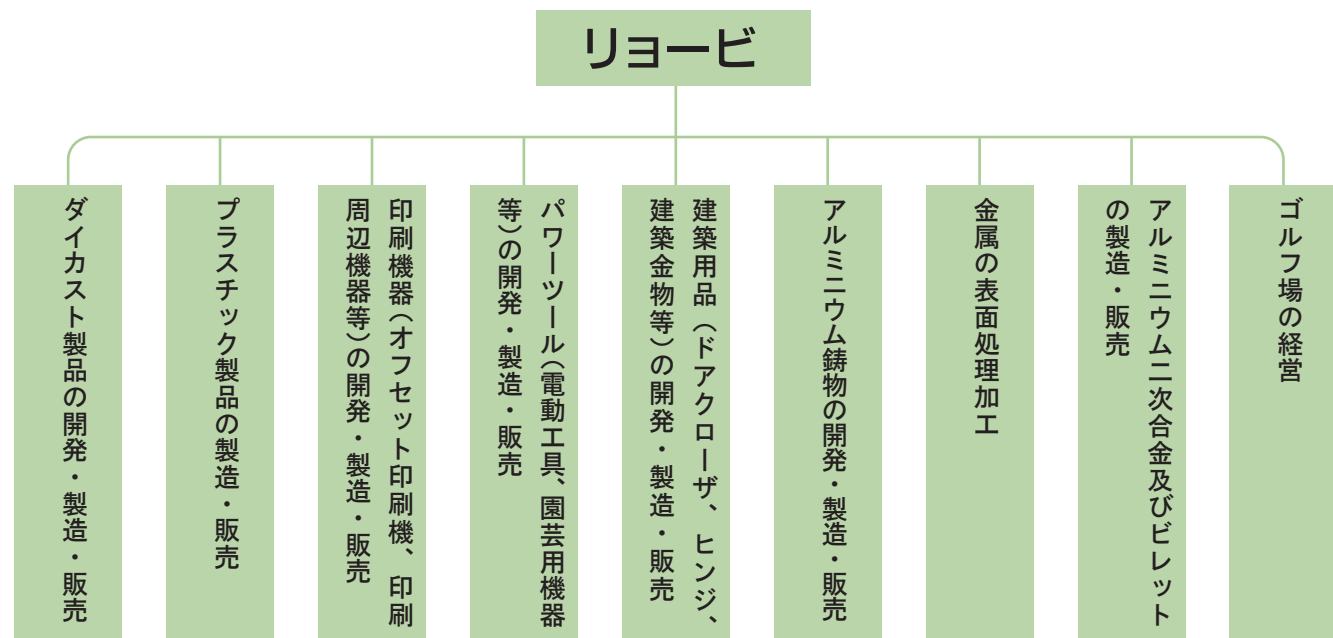 リョービ
ダイカスト製品の開発・製造・販売
プラスチック製品の製造・販売
印刷機器（オフセット印刷機、印刷
周辺機器等）の開発・製造・販売
パワーツール（電動工具、園芸用機器
等）の開発・製造・販売
建築用品（ドアクローザ、ヒンジ、
建築金物等）の開発・製造・販売
アルミニウム鋳物の開発・製造・販売
金属の表面処理加工
アルミニウム二次合金及びビレット
の製造・販売
ゴルフ場の経営